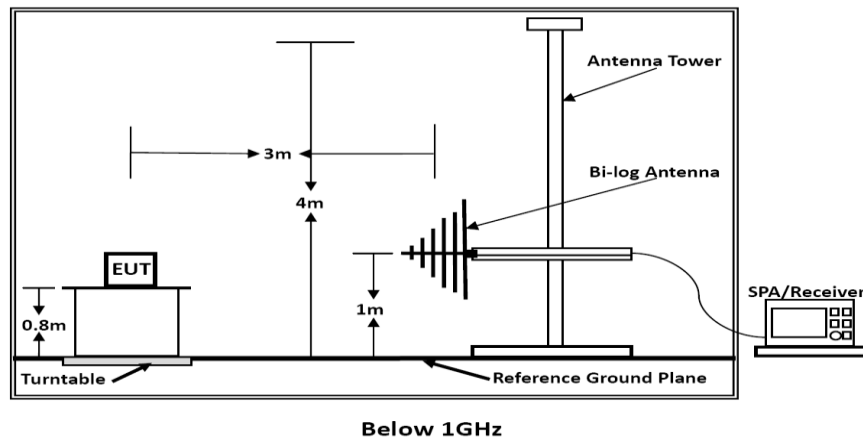 Antenna Tower
3m
Bi-log Antenna
4m
EUT
SPA/Receiver
1m
0.8m
Turntable
Reference Ground Plane
Below 1GHz